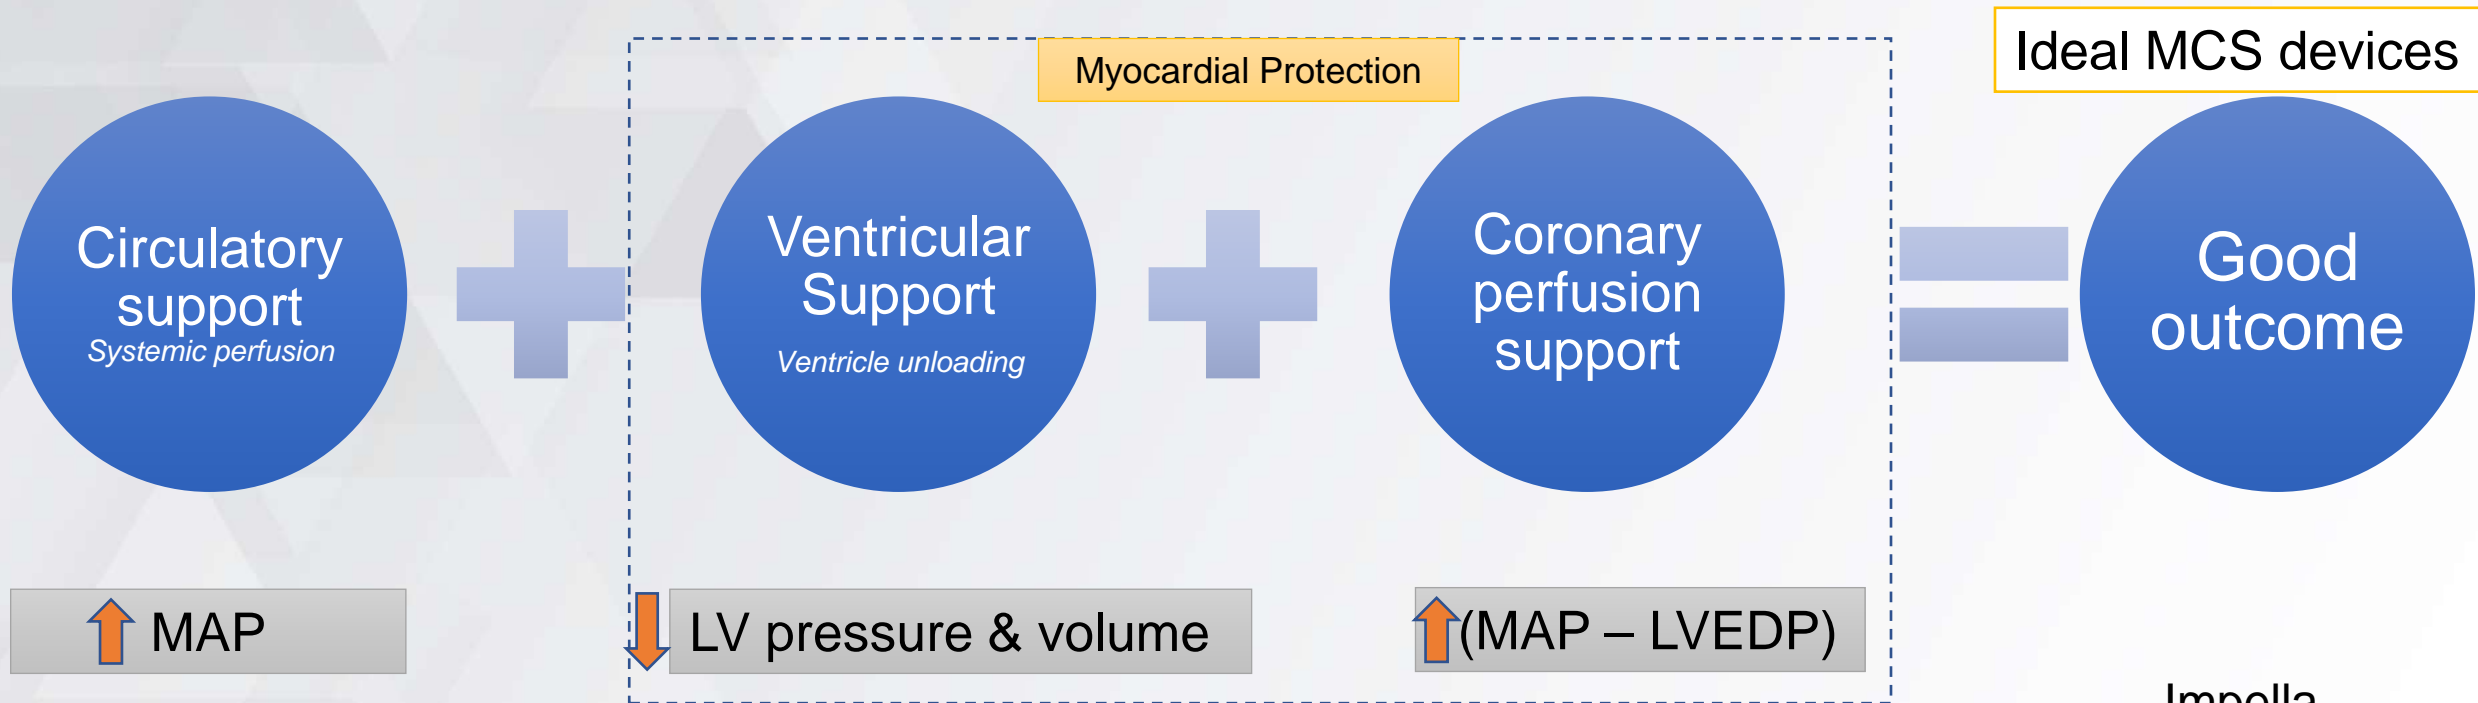 Ideal MCS devices
Myocardial Protection
Circulatory
support
Systemic perfusion
Ventricular
Support
Ventricle unloading
Coronary
perfusion
support
Good
outcome
MAP
LV pressure & volume
(MAP – LVEDP)
Impella